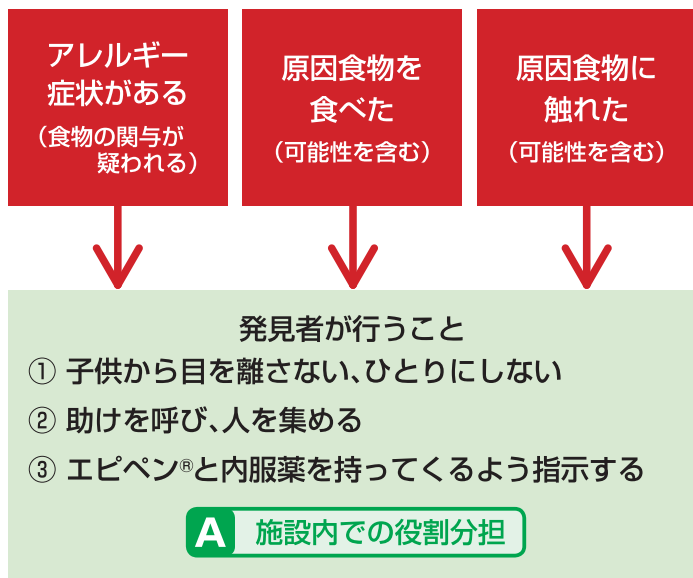 アレルギー
症状がある
（食物の関与が
疑われる）
原因食物を
食べた
（可能性を含む）
原因食物に
触れた
（可能性を含む）
発見者が行うこと
① 子供から目を離さない、ひとりにしない
② 助けを呼び、人を集める
③ エピペン®と内服薬を持ってくるよう指示する
A 施設内での役割分担